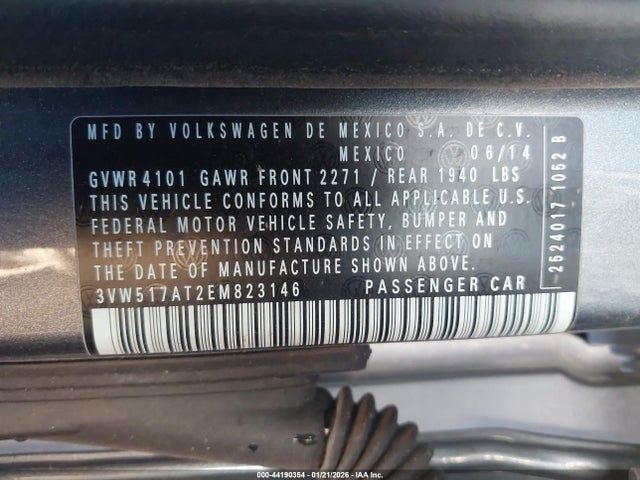 MFD BY VOLKSWAGEN DE MEXICO S.A. DE C.V.
MEXICO 06/14
GVWR 4101 GAWR FRONT 2271 / REAR 1940 LBS
THIS VEHICLE CONFORMS TO ALL APPLICABLE U.S.
FEDERAL MOTOR VEHICLE SAFETY, BUMPER AND
THEFT PREVENTION STANDARDS IN EFFECT ON
THE DATE OF MANUFACTURE SHOWN ABOVE.
3VW517AT2EM823146 PASSENGER CAR
2524017 1052 B
000-44190354 | 01/21/2026 - IAA Inc.